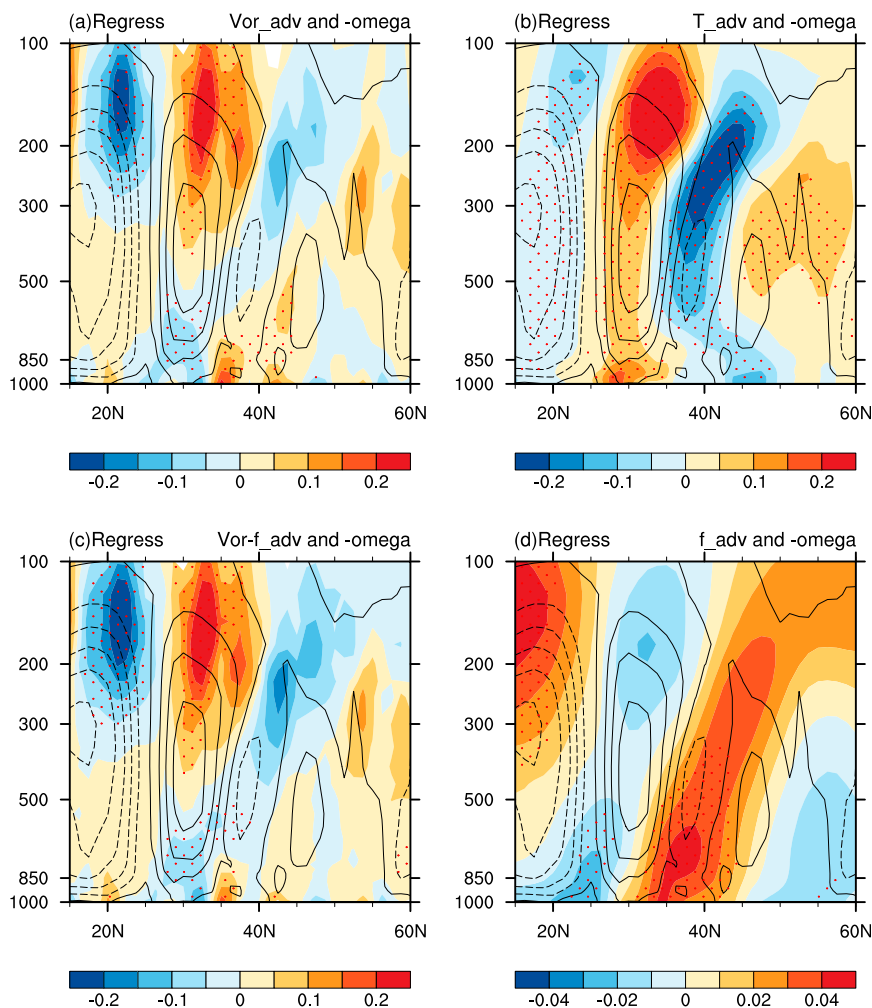 (a)Regress Vor_adv and -omega
100
200
300
500
850
1000
20N 40N 60N
-0.2 -0.1 0 0.1 0.2
(b)Regress T_adv and -omega
100
200
300
500
850
1000
20N 40N 60N
-0.2 -0.1 0 0.1 0.2
(c)Regress Vor-f_adv and -omega
100
200
300
500
850
1000
20N 40N 60N
-0.2 -0.1 0 0.1 0.2
(d)Regress f_adv and -omega
100
200
300
500
850
1000
20N 40N 60N
-0.04 -0.02 0 0.02 0.04